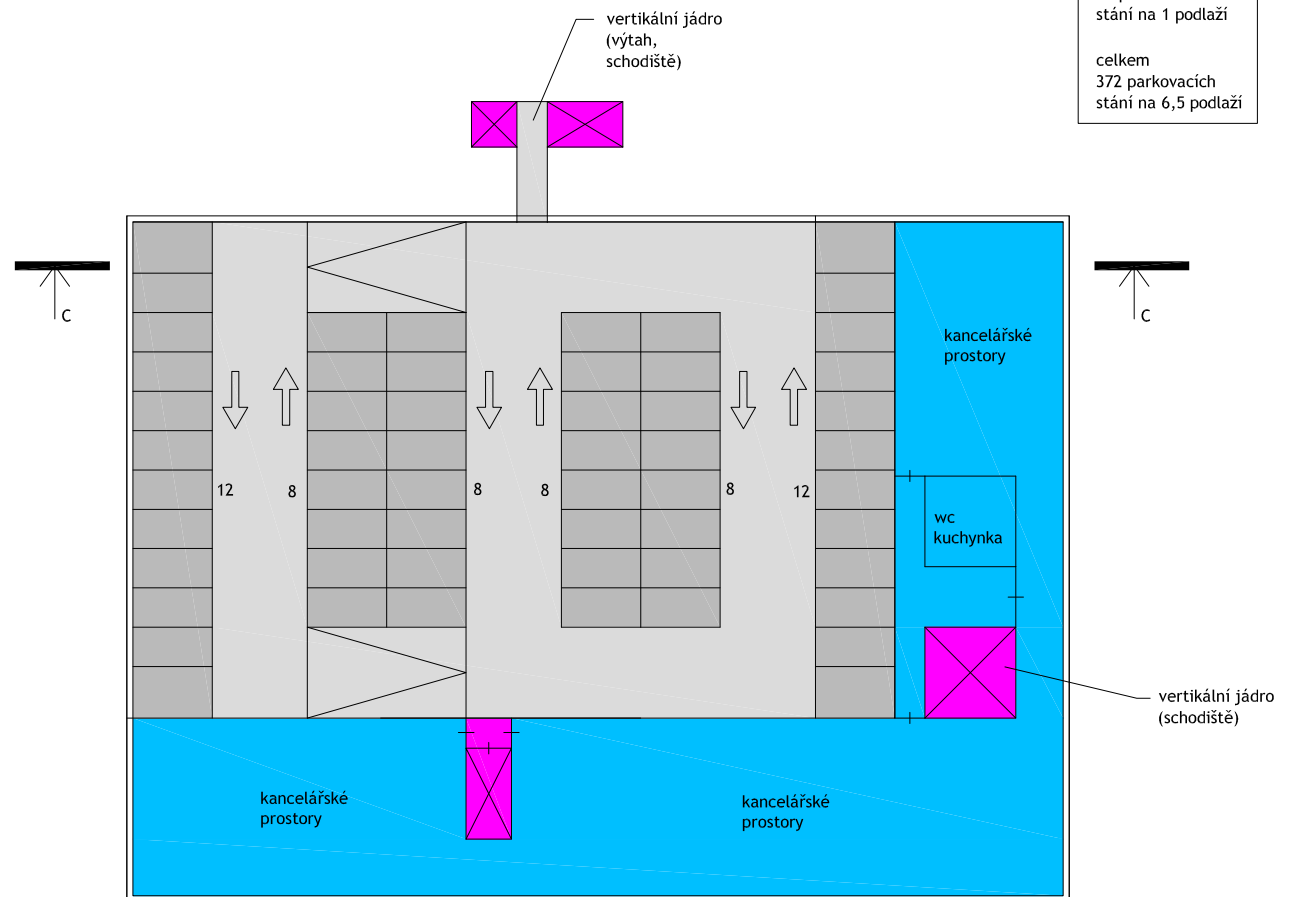 vertikální jádro
(výtah,
schodiště)
stání na 1 podlaží
celkem
372 parkovacích
stání na 6,5 podlaží
C
C
kancelářské
prostory
12
8
8
8
8
12
wc
kuchynka
vertikální jádro
(schodiště)
kancelářské
prostory
kancelářské
prostory